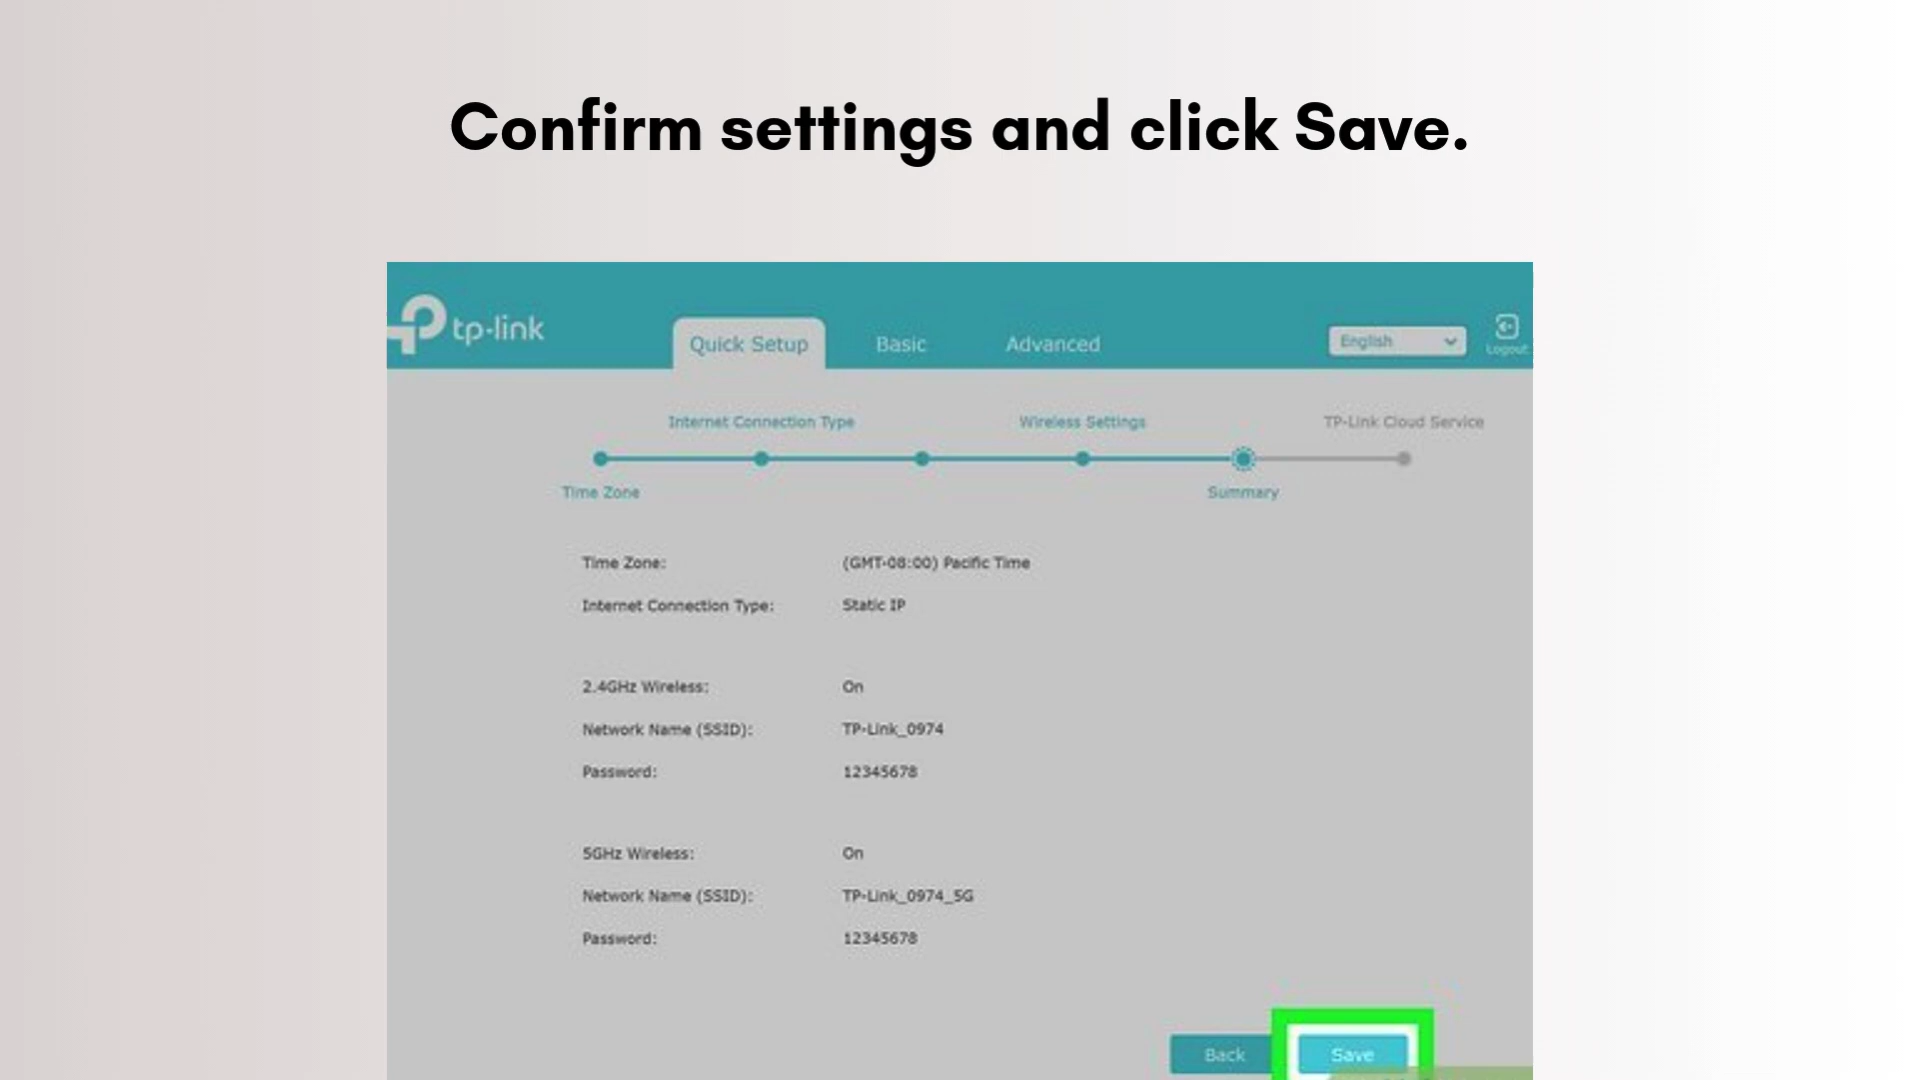 Confirm settings and click Save.
tp-link
Quick Setup
Basic
Advanced
English
Logout
Internet Connection Type
Wireless Settings
TP-Link Cloud Service
Time Zone
Summary
Time Zone: (GMT-08:00) Pacific Time
Internet Connection Type: Static IP
2.4GHz Wireless: On
Network Name (SSID): TP-Link_0974
Password: 12345678
5GHz Wireless: On
Network Name (SSID): TP-Link_0974_5G
Password: 12345678
Back
Save